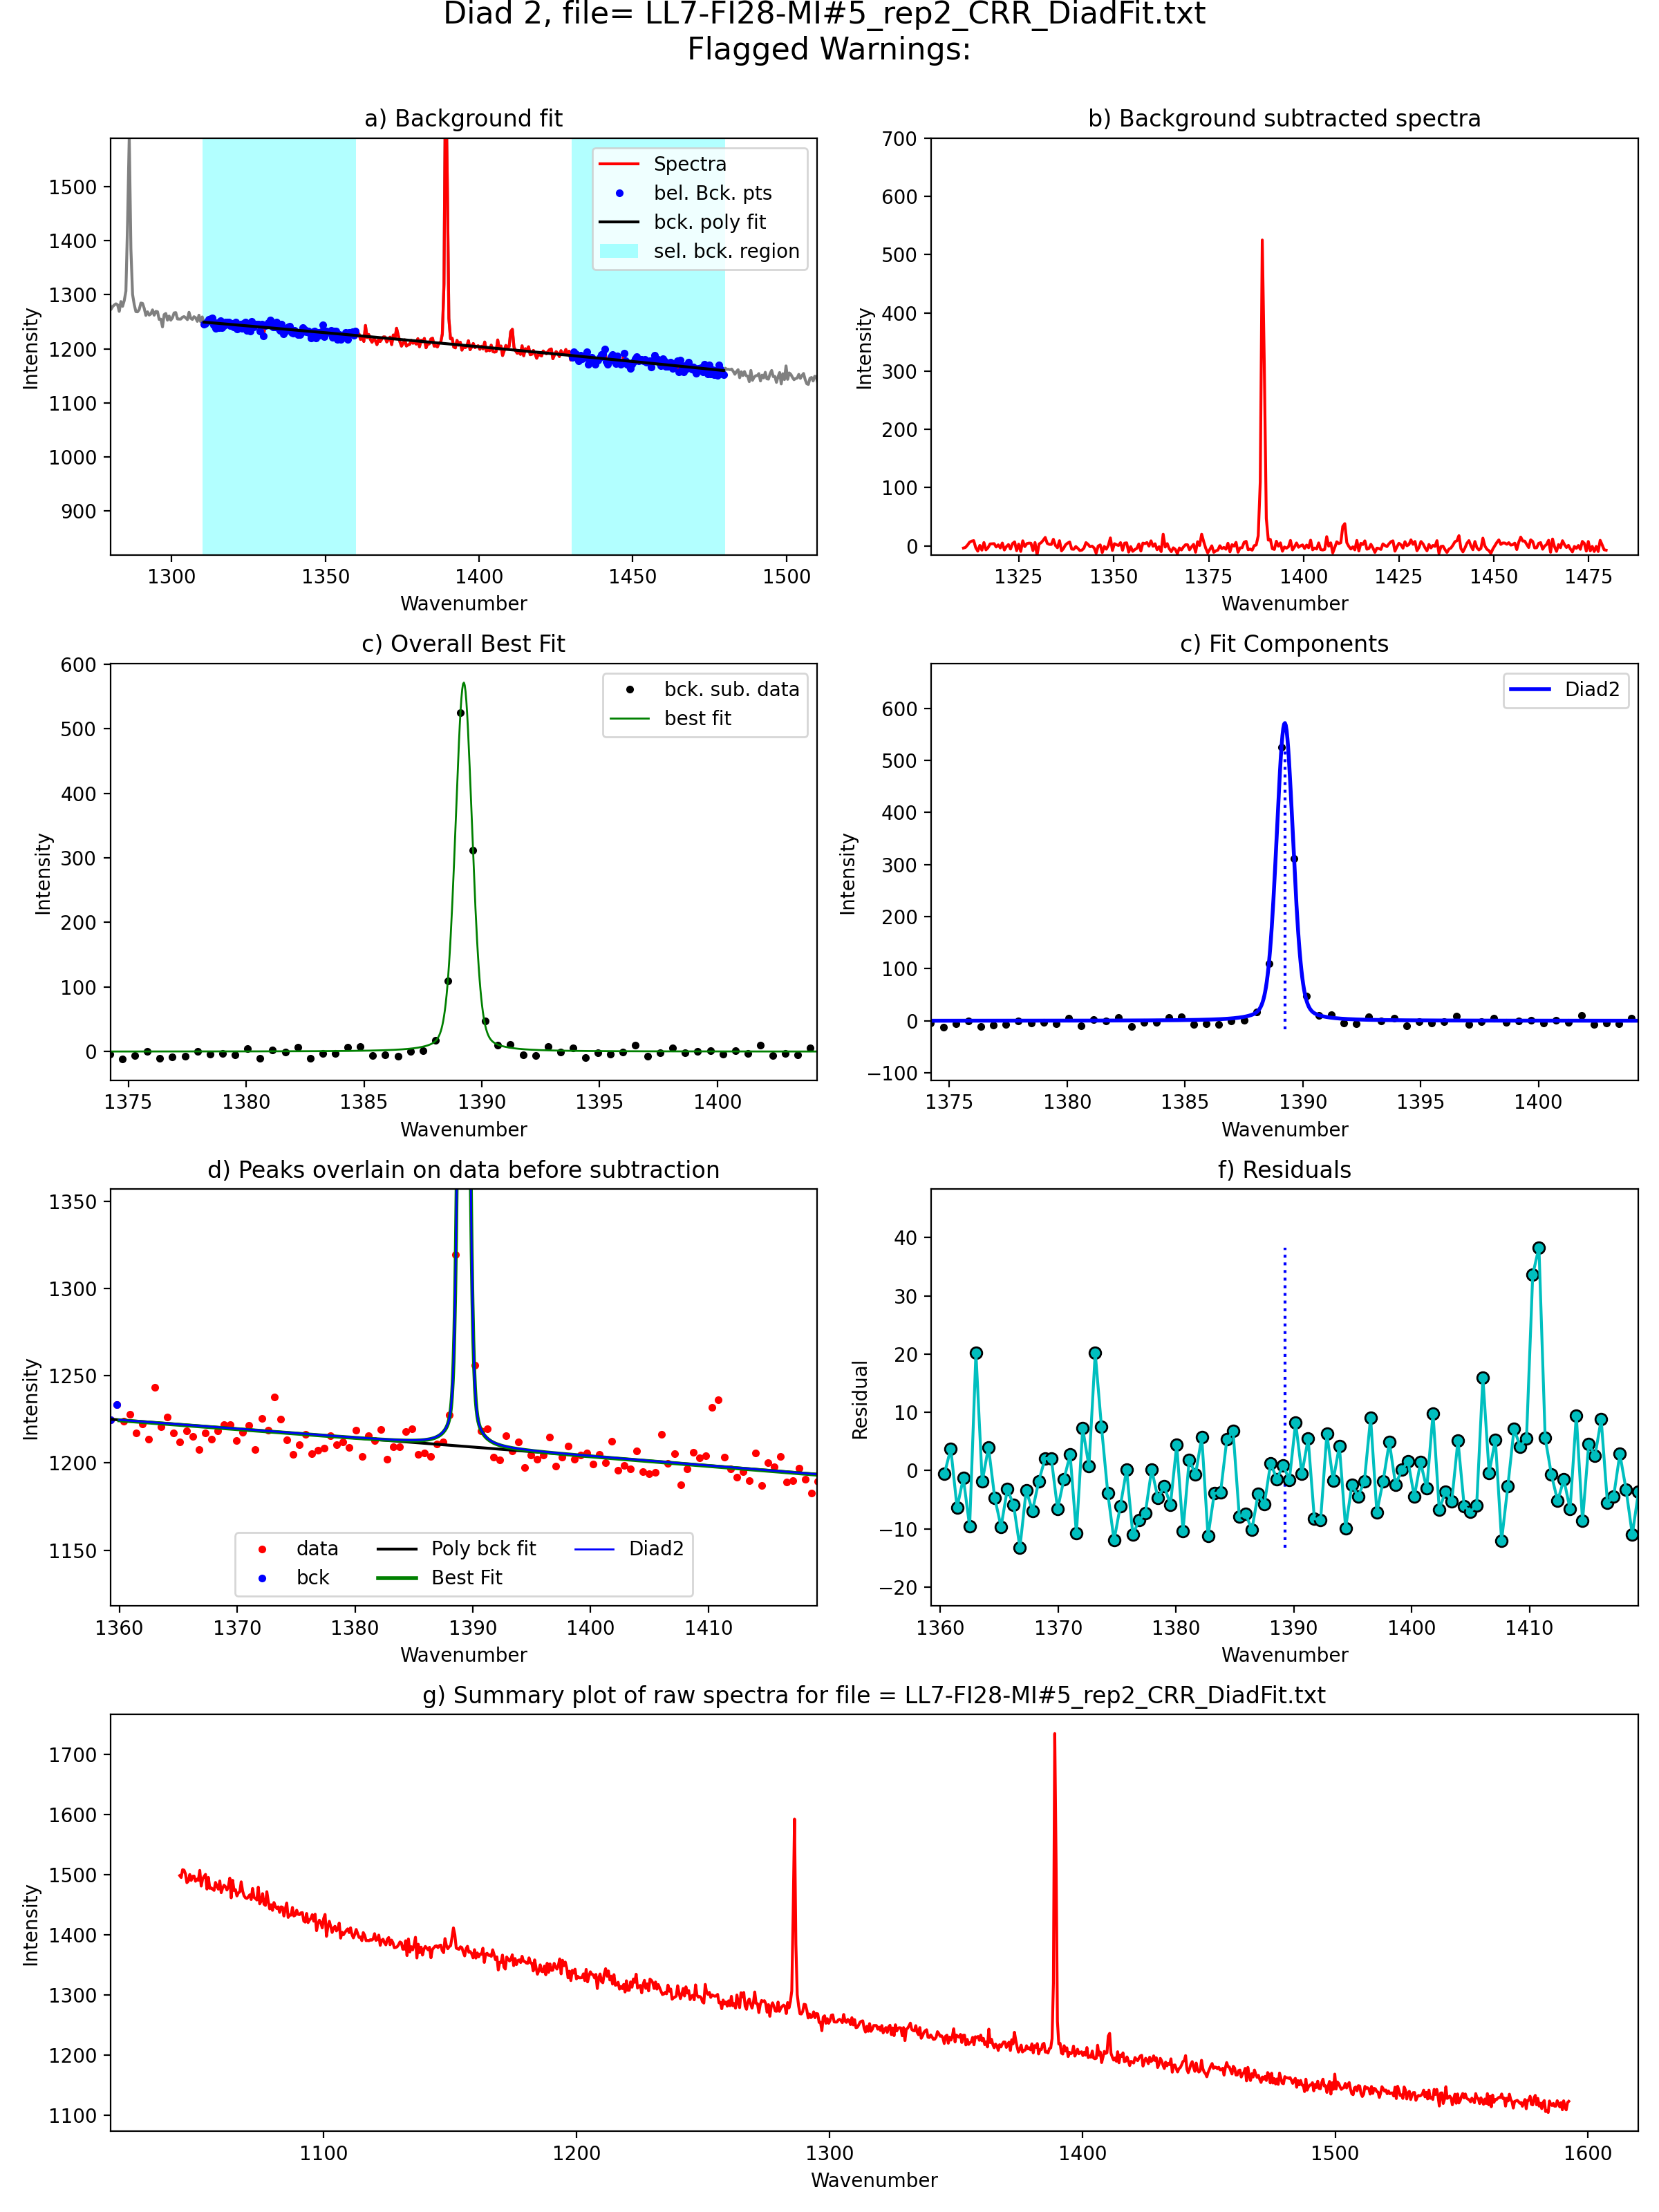 Diad 2, file= LL7-FI28-MI#5_rep2_CRR_DiadFit.txt
Flagged Warnings:
a) Background fit
Intensity
1500
1400
1300
1200
1100
1000
900
Spectra
bel. Bck. pts
bck. poly fit
sel. bck. region
1300 1350 1400 1450 1500
Wavenumber
b) Background subtracted spectra
Intensity
700
600
500
400
300
200
100
0
1325 1350 1375 1400 1425 1450 1475
Wavenumber
c) Overall Best Fit
Intensity
600
500
400
300
200
100
0
bck. sub. data
best fit
1375 1380 1385 1390 1395 1400
Wavenumber
c) Fit Components
Intensity
600
500
400
300
200
100
0
−100
Diad2
1375 1380 1385 1390 1395 1400
Wavenumber
d) Peaks overlain on data before subtraction
Intensity
1350
1300
1250
1200
1150
data Poly bck fit Diad2
bck Best Fit
1360 1370 1380 1390 1400 1410
Wavenumber
f) Residuals
Residual
40
30
20
10
0
−10
−20
1360 1370 1380 1390 1400 1410
Wavenumber
g) Summary plot of raw spectra for file = LL7-FI28-MI#5_rep2_CRR_DiadFit.txt
Intensity
1700
1600
1500
1400
1300
1200
1100
1100 1200 1300 1400 1500 1600
Wavenumber